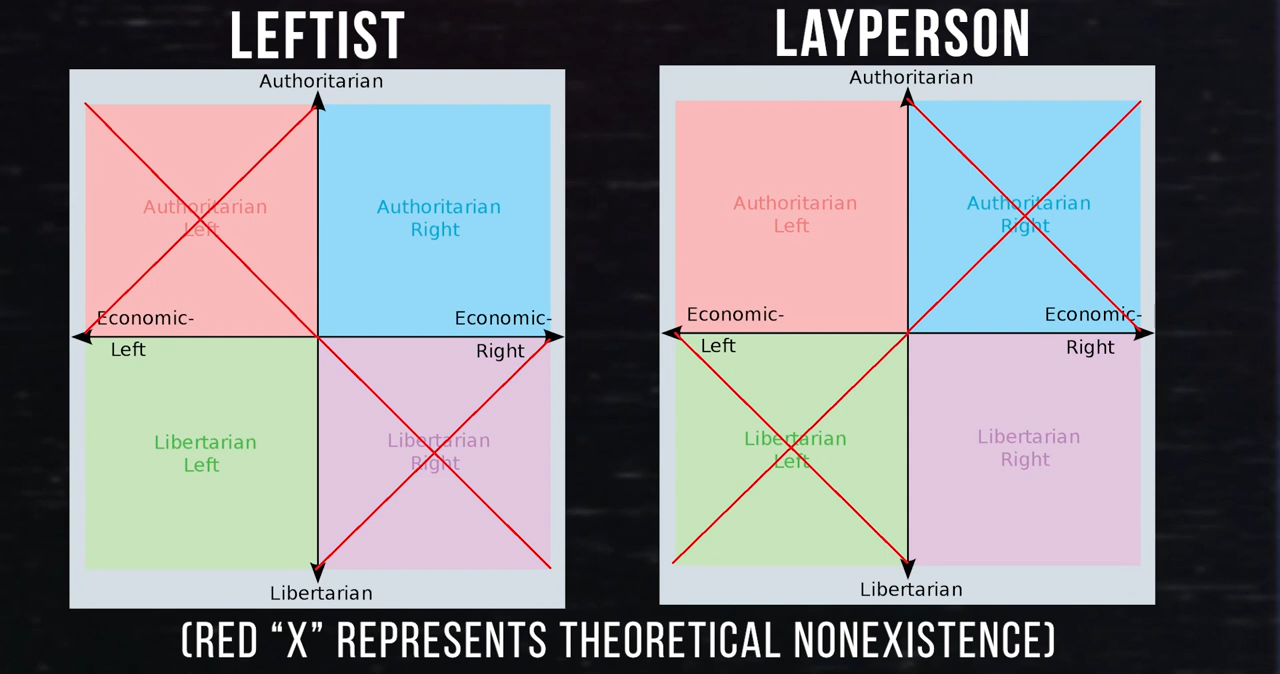 LEFTIST
Authoritarian
Authoritarian
Left
Authoritarian
Right
Economic-
Left
Economic-
Right
Libertarian
Left
Libertarian
Right
Libertarian
LAYPERSON
Authoritarian
Authoritarian
Left
Authoritarian
Right
Economic-
Left
Economic-
Right
Libertarian
Left
Libertarian
Right
Libertarian
(RED “X” REPRESENTS THEORETICAL NONEXISTENCE)